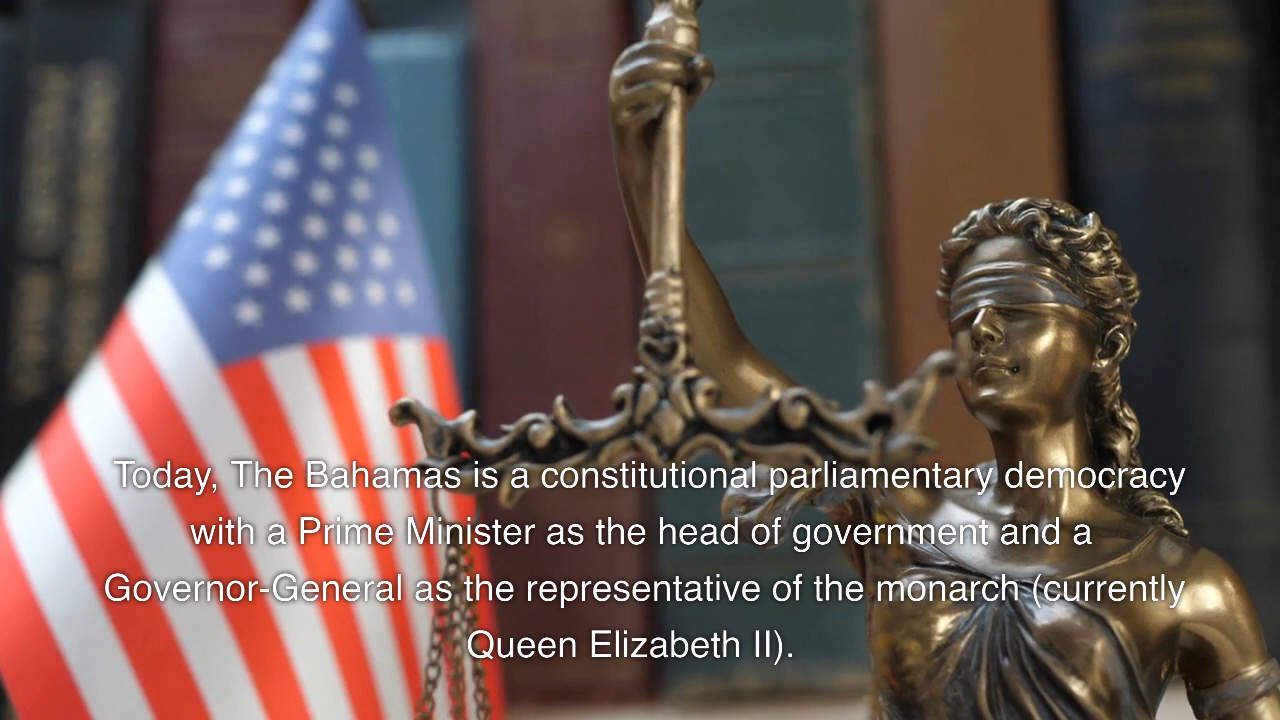 Today, The Bahamas is a constitutional parliamentary democracy
with a Prime Minister as the head of government and a
Governor-General as the representative of the monarch (currently
Queen Elizabeth II).